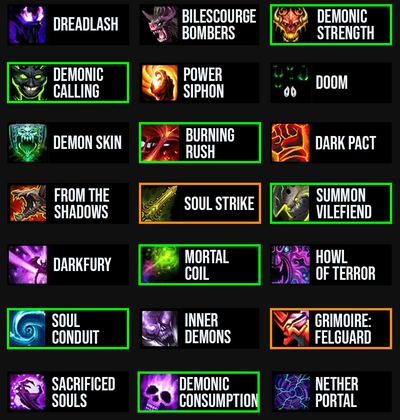 DREADLASH
BILESCOURGE
BOMBERS
DEMONIC
STRENGTH
DEMONIC
CALLING
POWER
SIPHON
DOOM
DEMON SKIN
BURNING
RUSH
DARK PACT
FROM THE
SHADOWS
SOUL STRIKE
SUMMON
VILEFIEND
DARKFURY
MORTAL
COIL
HOWL
OF TERROR
SOUL
CONDUIT
INNER
DEMONS
GRIMOIRE:
FELGUARD
SACRIFICED
SOULS
DEMONIC
CONSUMPTION
NETHER
PORTAL